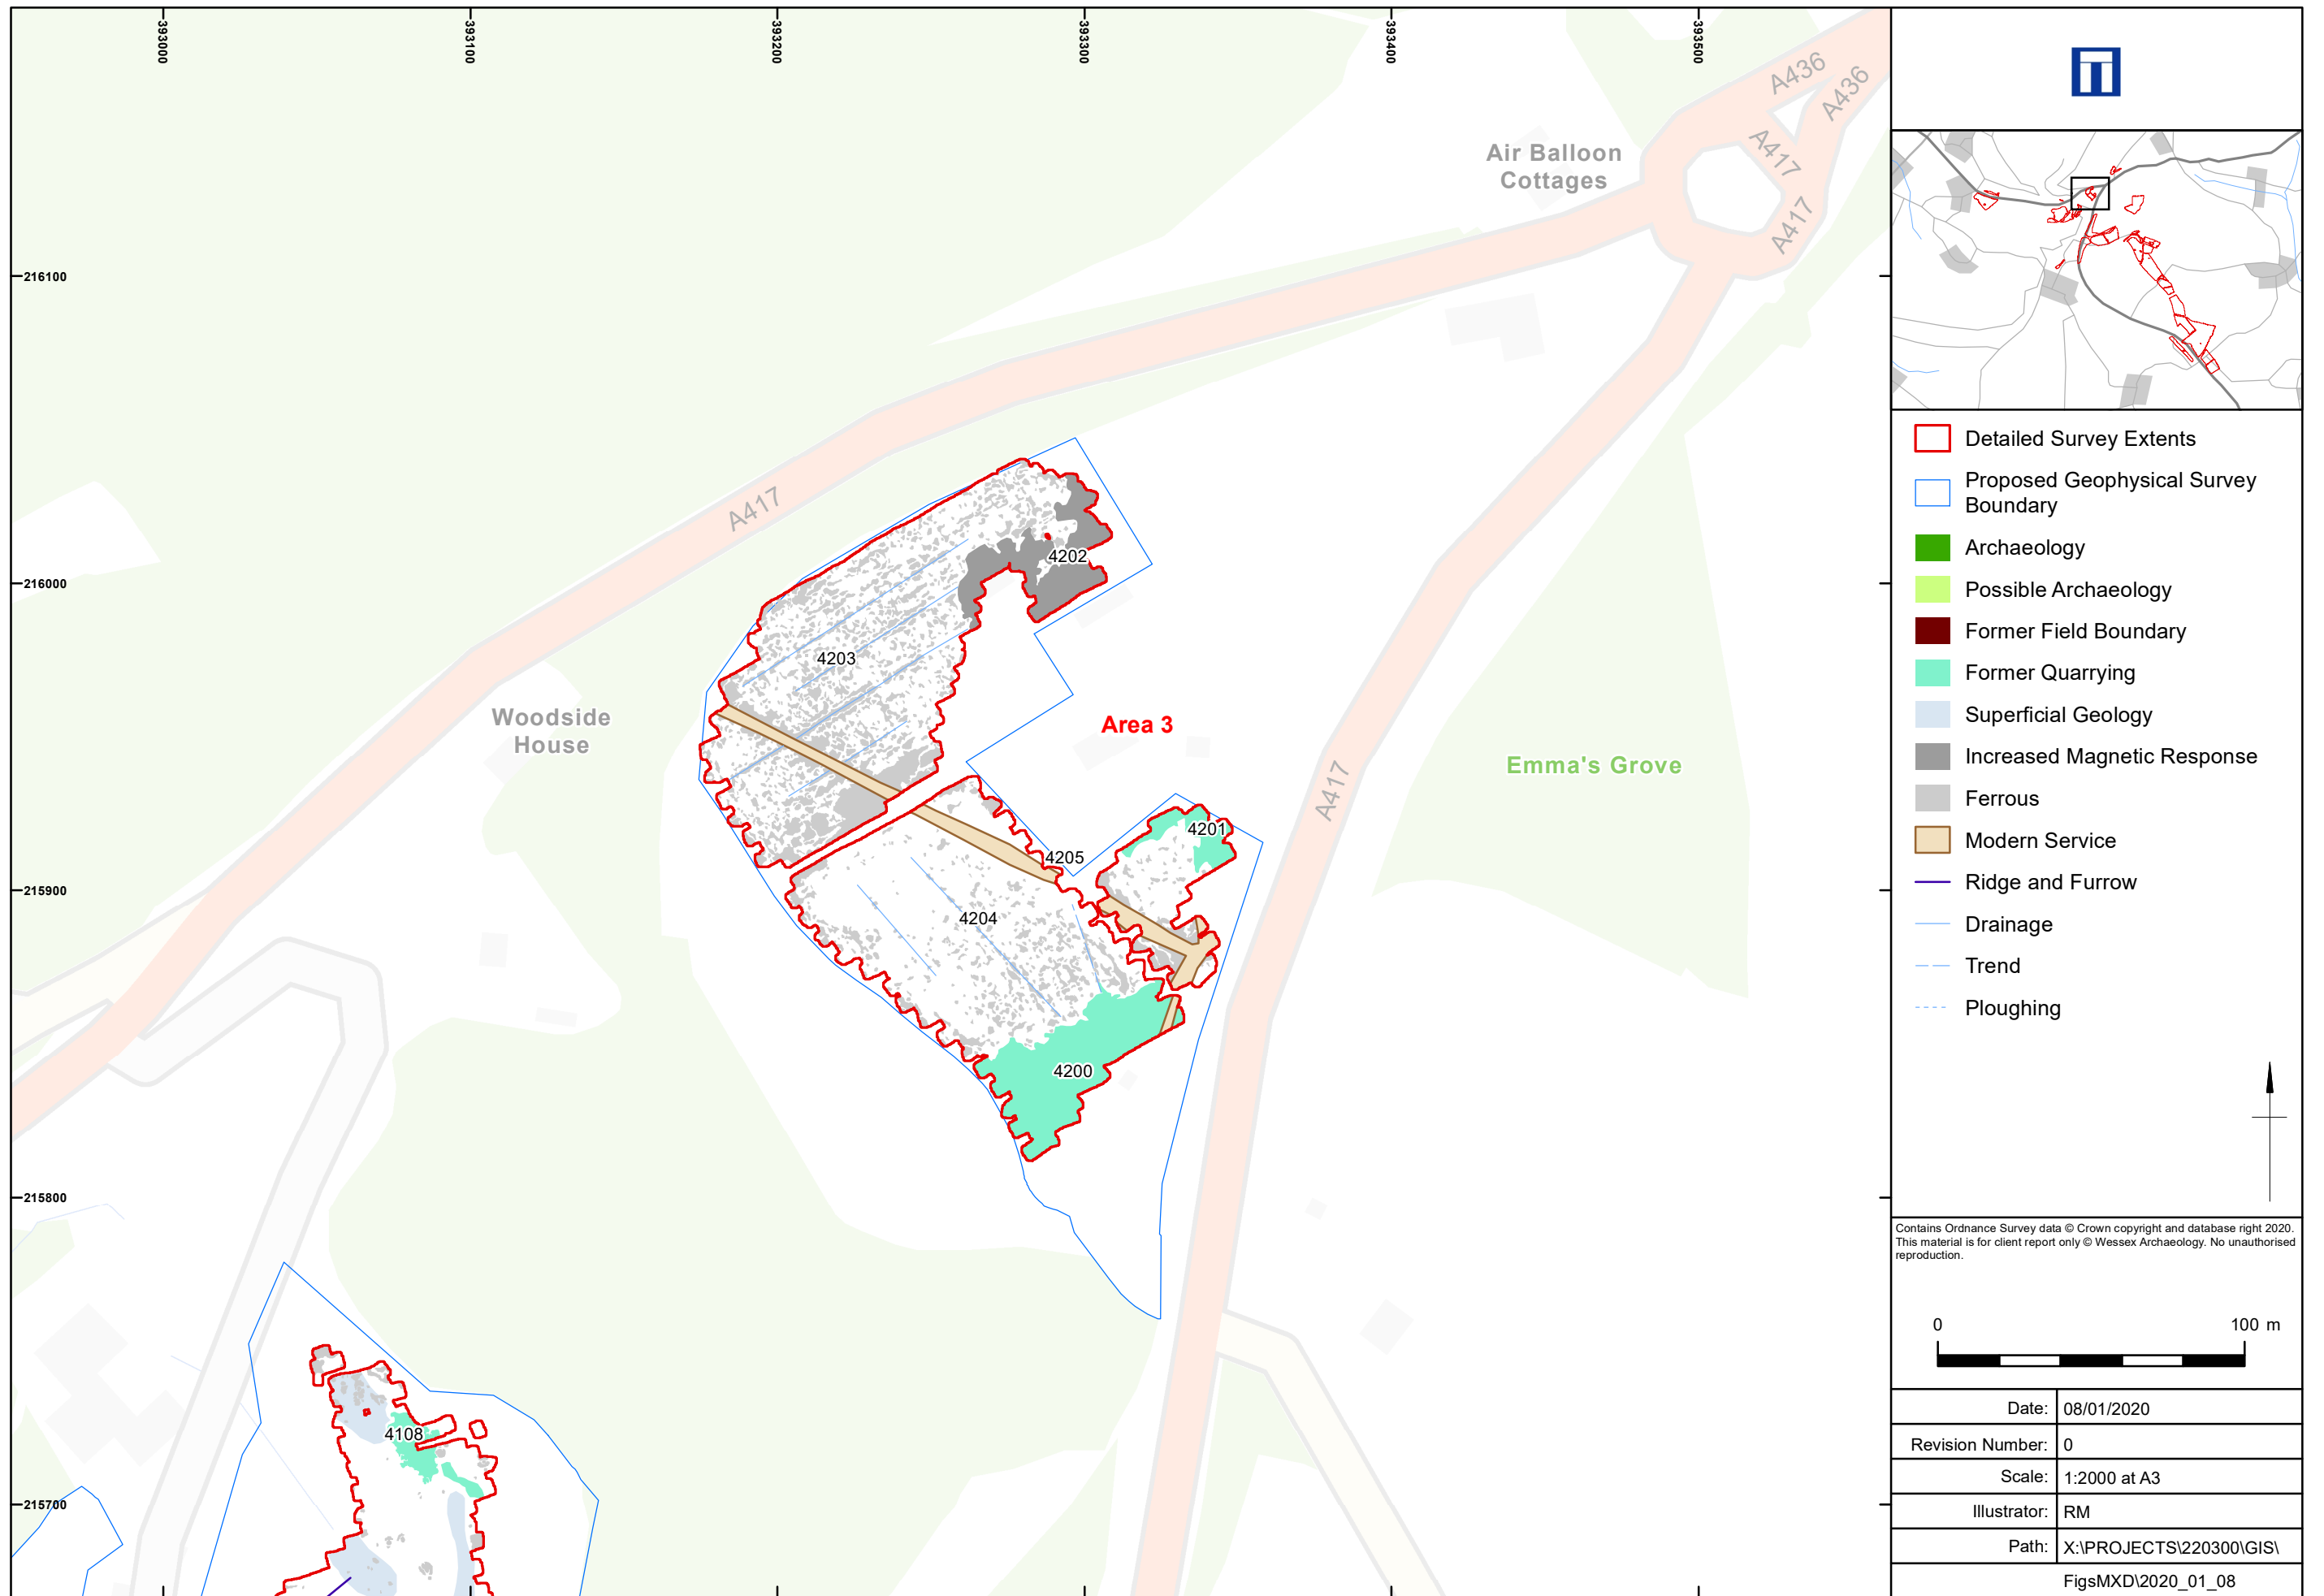 393000
393100
393200
393300
393400
393500
A436
A436
A417
A417
Air Balloon
Cottages
216100
A417
216000
4202
4203
Woodside
House
Area 3
Emma's Grove
A417
4201
4205
215900
4204
4200
215800
4108
215700
Detailed Survey Extents
Proposed Geophysical Survey
Boundary
Archaeology
Possible Archaeology
Former Field Boundary
Former Quarrying
Superficial Geology
Increased Magnetic Response
Ferrous
Modern Service
Ridge and Furrow
Drainage
Trend
Ploughing
Contains Ordnance Survey data © Crown copyright and database right 2020.
This material is for client report only © Wessex Archaeology. No unauthorised
reproduction.
0 100 m
Date: 08/01/2020
Revision Number: 0
Scale: 1:2000 at A3
Illustrator: RM
Path: X:\PROJECTS\220300\GIS\
FigsMXD\2020_01_08